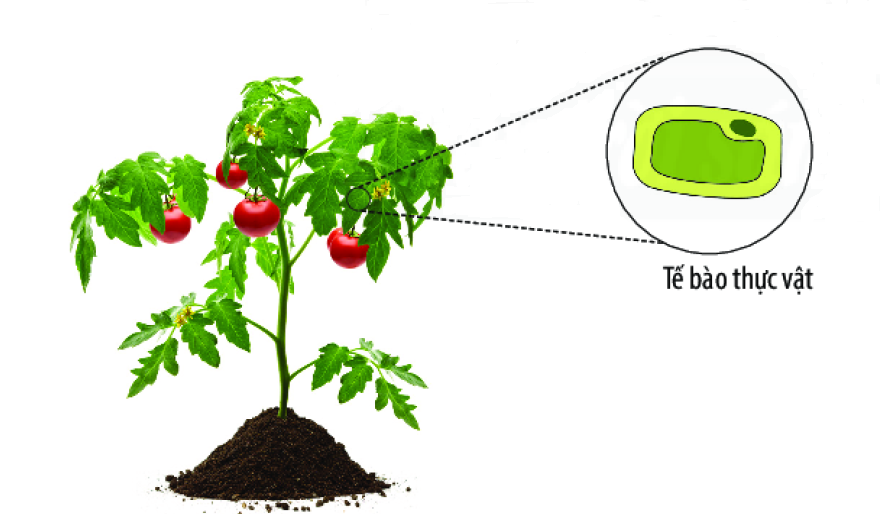 Tế bào thực vật